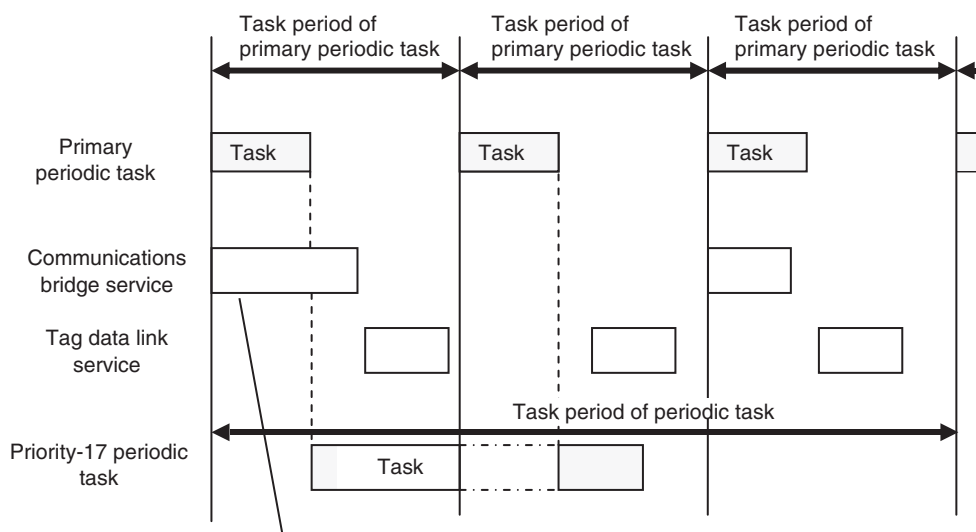 Task period of
primary periodic task
Task period of
primary periodic task
Task period of
primary periodic task
Primary
periodic task
Task
Task
Task
Communications
bridge service
Tag data link
service
Task period of periodic task
Priority-17 periodic
task
Task